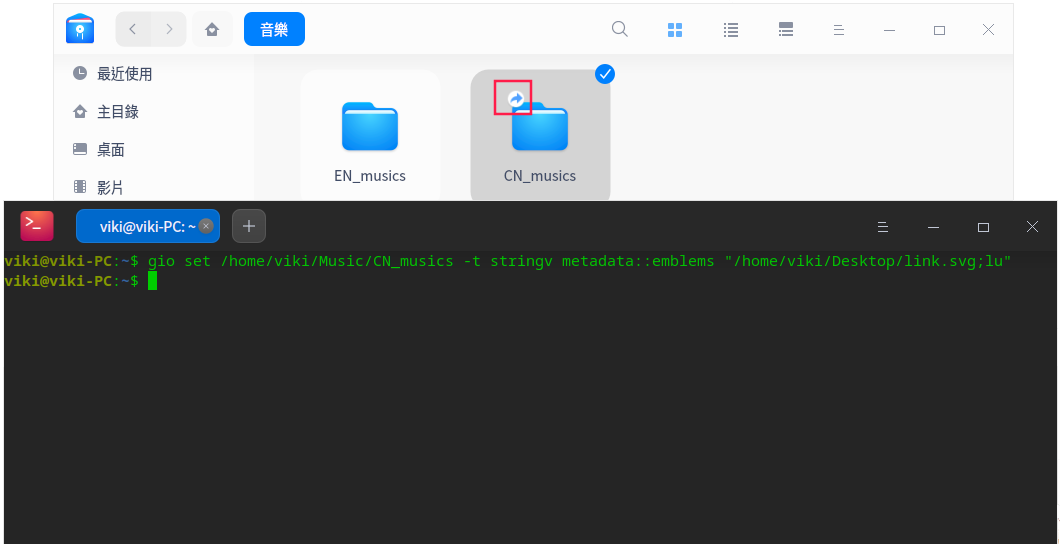 音樂
最近使用
主目錄
桌面
影片
EN_musics
CN_musics
viki@viki-PC: ~
viki@viki-PC:~$ gio set /home/viki/Music/CN_musics -t stringv metadata::emblems "/home/viki/Desktop/link.svg;lu"
viki@viki-PC:~$